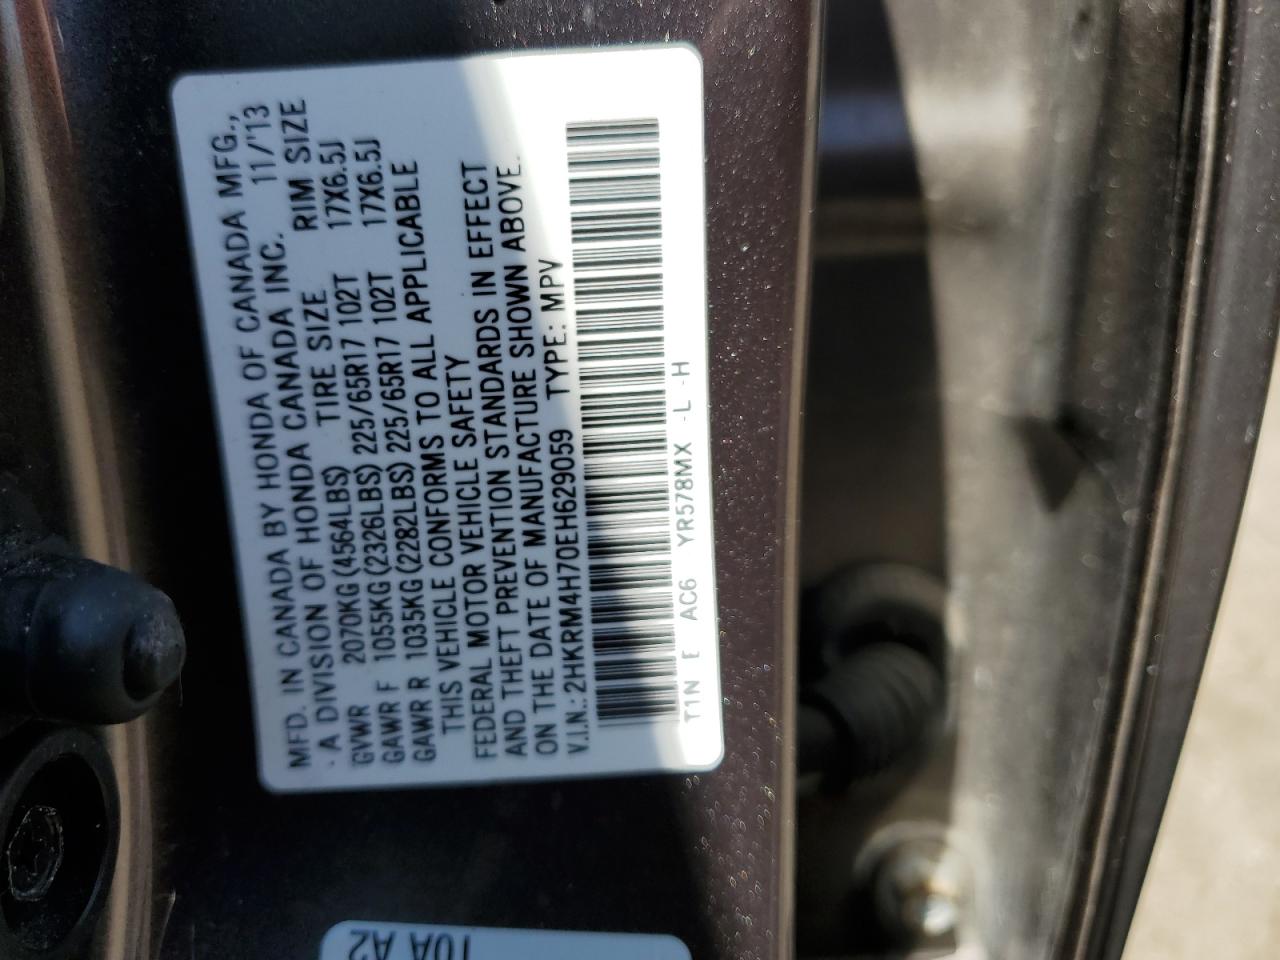 MFD. IN CANADA BY HONDA OF CANADA MFG.,
A DIVISION OF HONDA CANADA INC. 11/'13
GVWR 2070KG (4564LBS) TIRE SIZE RIM SIZE
GAWR F 1055KG (2326LBS) 225/65R17 102T 17X6.5J
GAWR R 1035KG (2282LBS) 225/65R17 102T 17X6.5J
THIS VEHICLE CONFORMS TO ALL APPLICABLE
FEDERAL MOTOR VEHICLE SAFETY
AND THEFT PREVENTION STANDARDS IN EFFECT
ON THE DATE OF MANUFACTURE SHOWN ABOVE.
V.I.N.: 2HKRM4H70EH629059 TYPE: MPV
T1N E AC6 YR578MX -L -H
A2